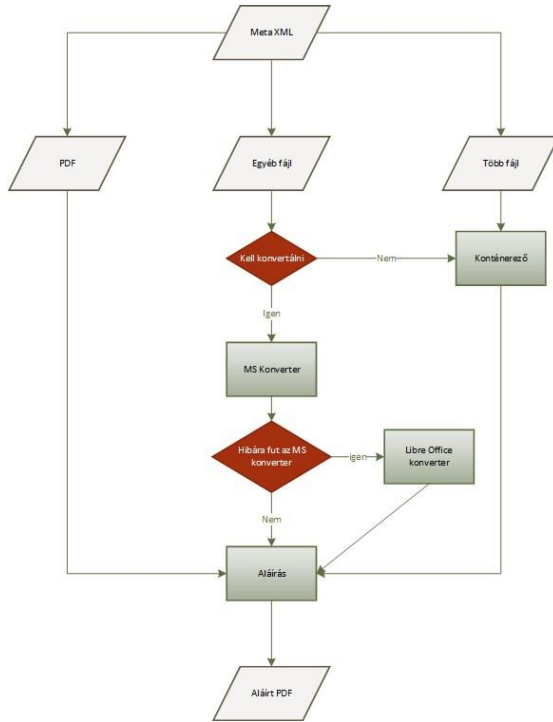 Meta XML
PDF
Egyéb fájl
Több fájl
Kell konvertálni
Nem
Konténerező
Igen
MS Konverter
Hibára fut az MS
konverter
igen
Libre Office
konverter
Nem
Aláírás
Aláírt PDF